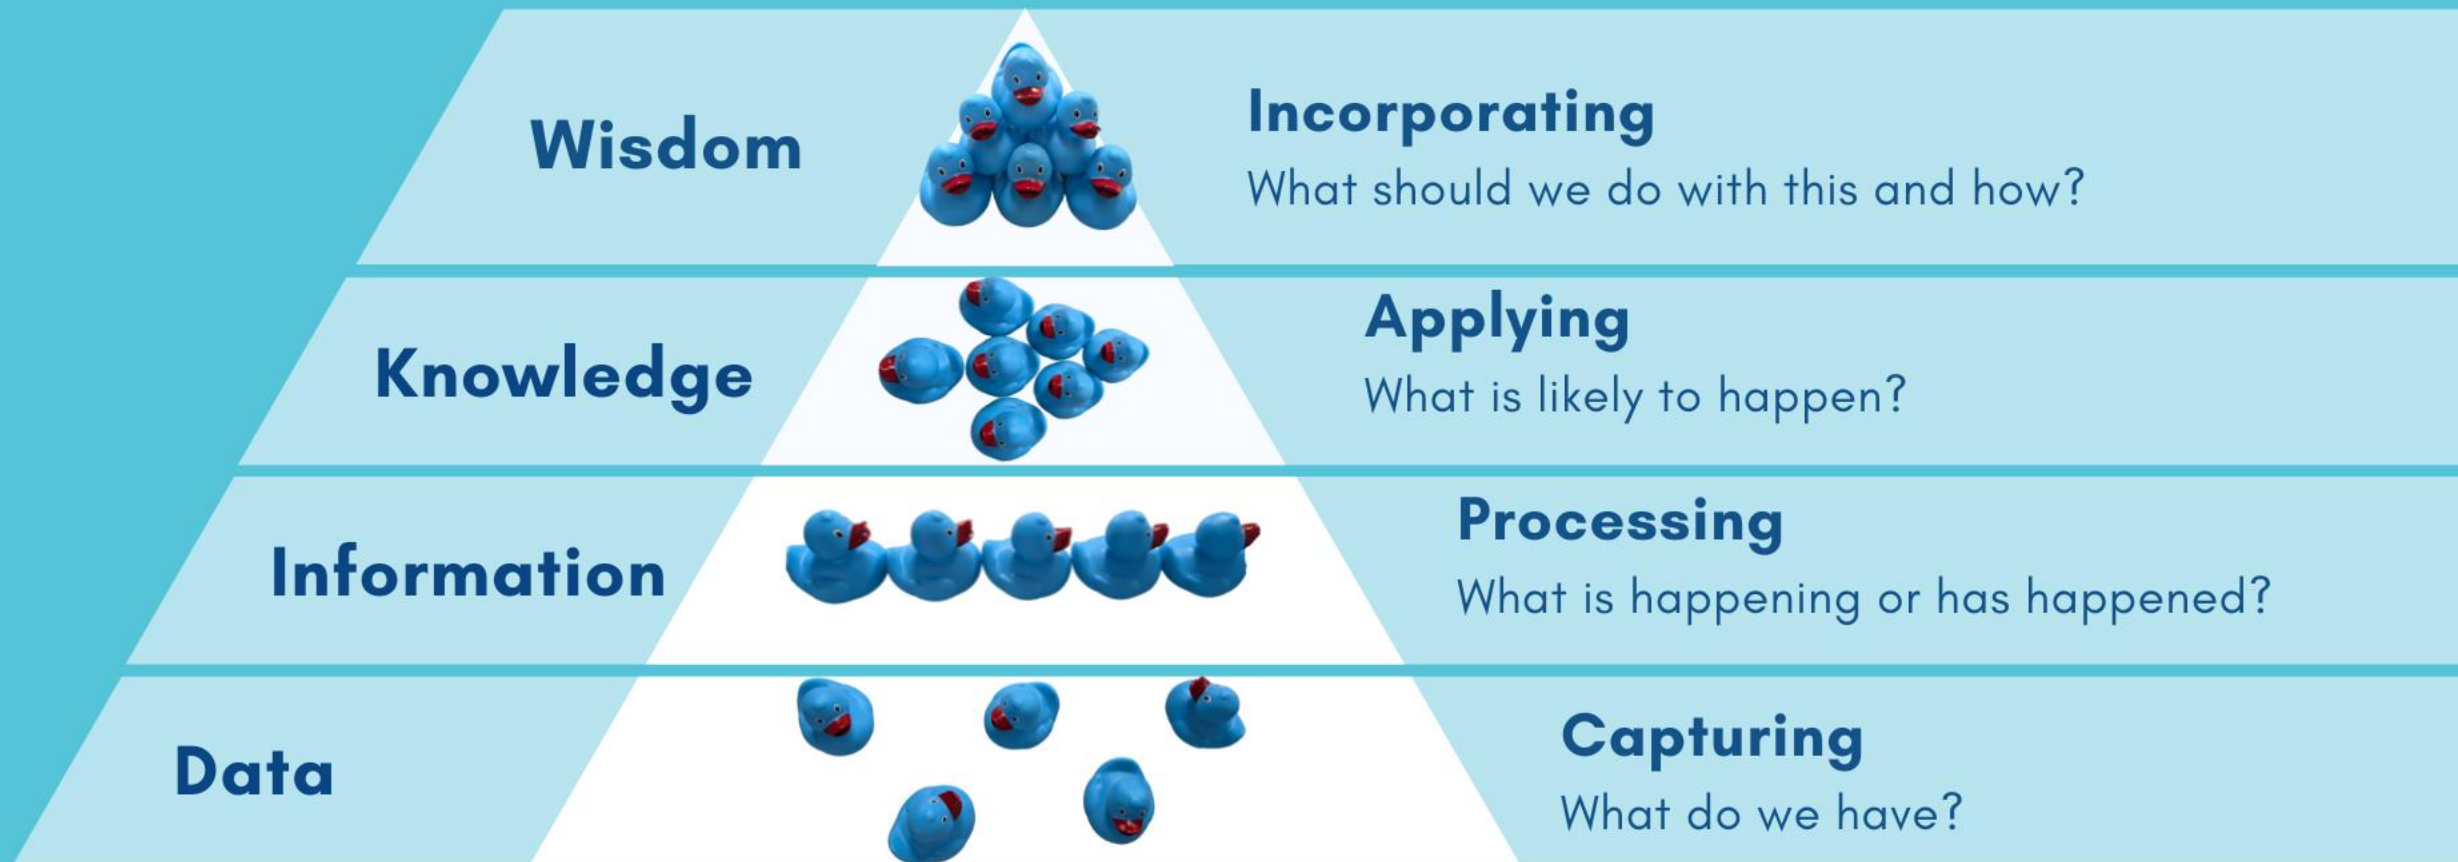 Wisdom
Incorporating
What should we do with this and how?
Knowledge
Applying
What is likely to happen?
Information
Processing
What is happening or has happened?
Data
Capturing
What do we have?